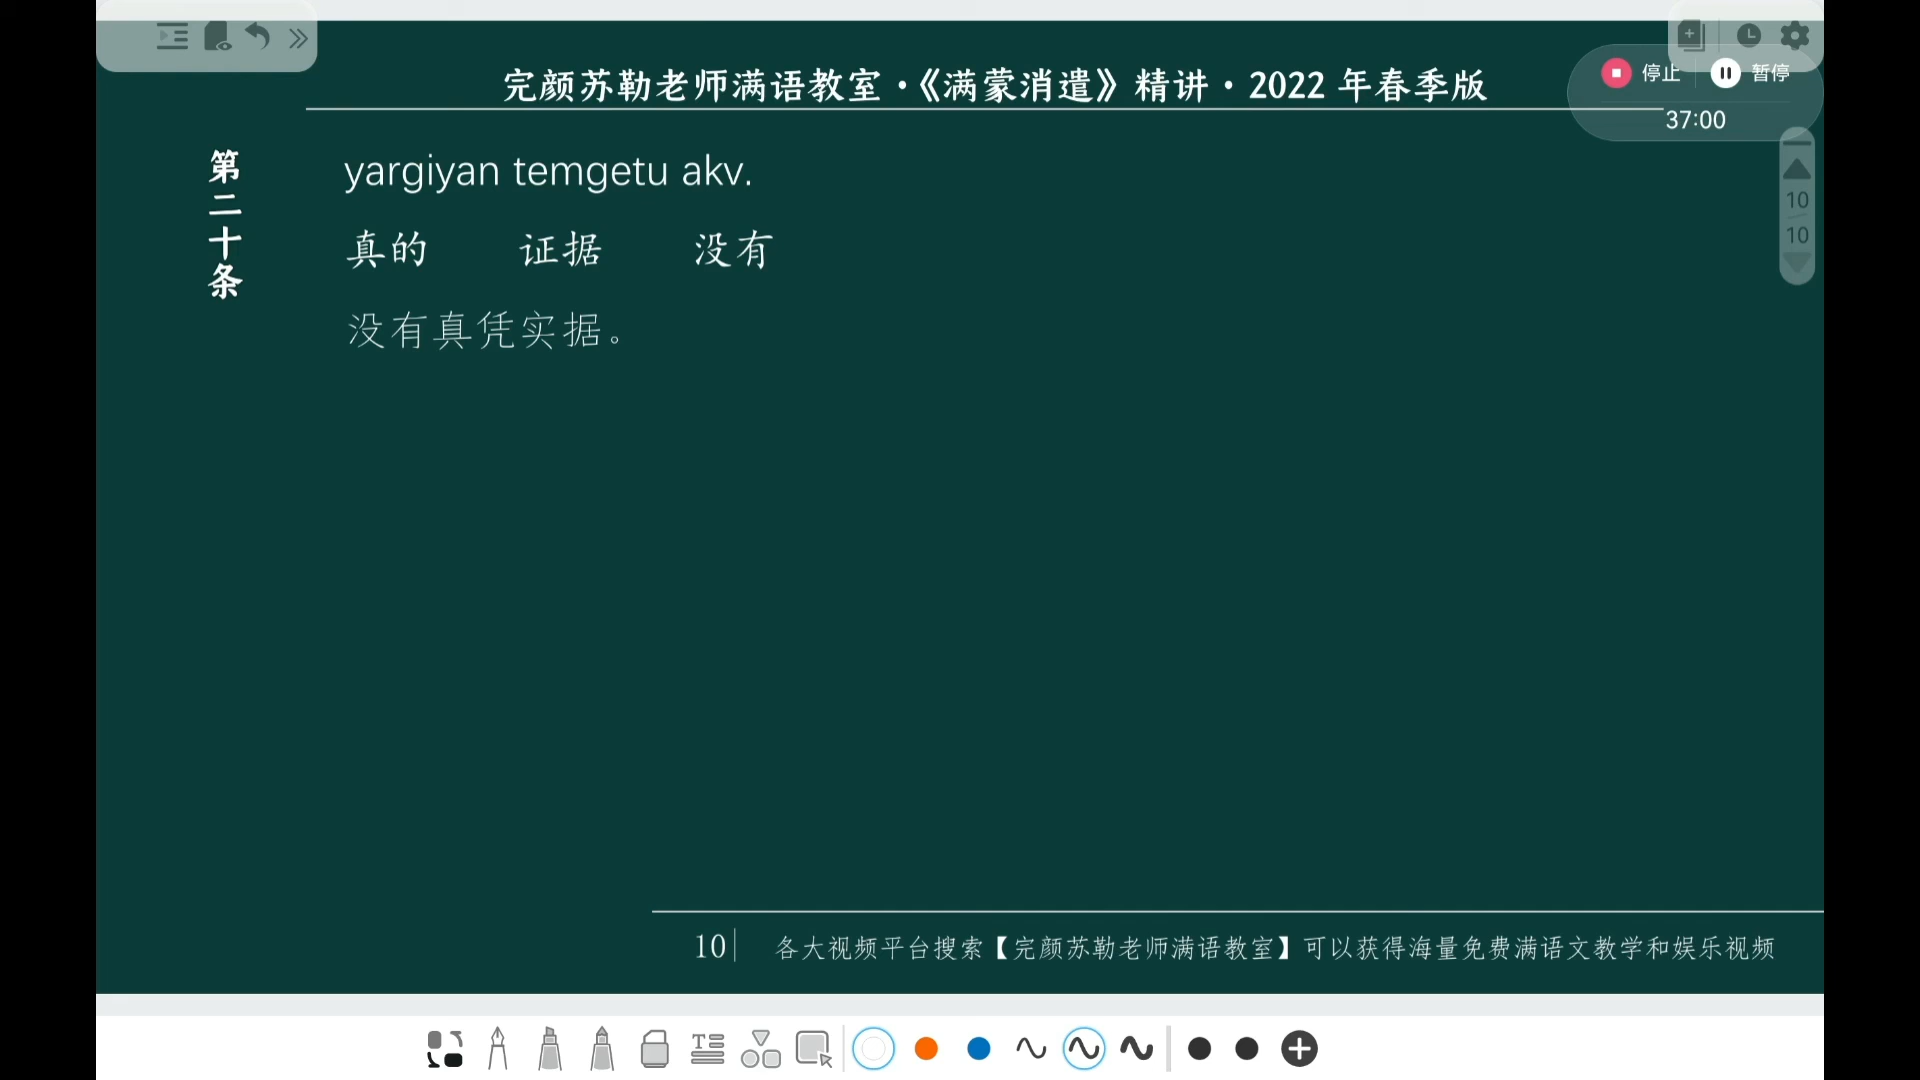 完颜苏勒老师满语教室·《满蒙消遣》精讲·2022 年春季版
停止
暂停
37:00
第二十条
yargiyan temgetu akv.
真的 证据 没有
没有真凭实据。
10
10
10
各大视频平台搜索【完颜苏勒老师满语教室】可以获得海量免费满语文教学和娱乐视频